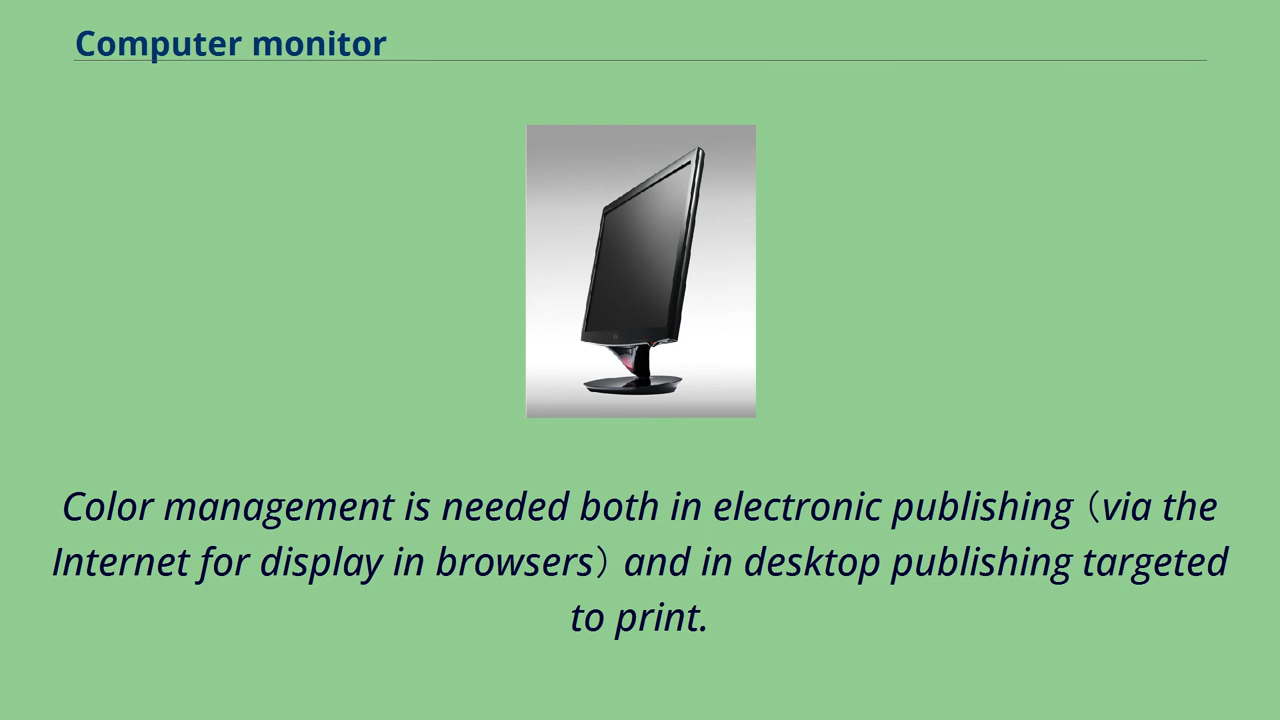 Computer monitor
Color management is needed both in electronic publishing（via the
Internet for display in browsers）and in desktop publishing targeted
to print.